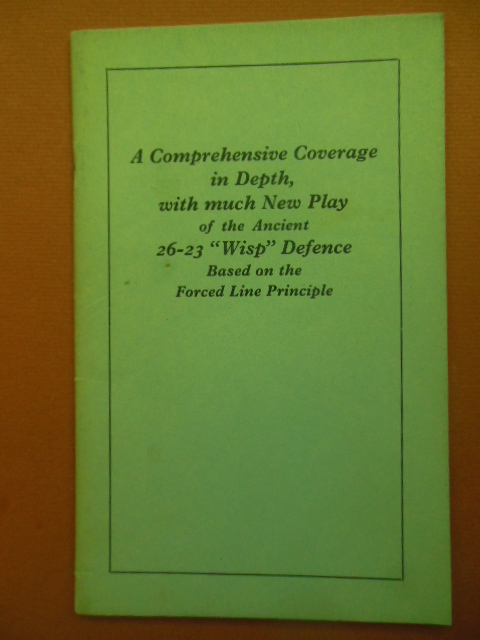 A Comprehensive Coverage
in Depth,
with much New Play
of the Ancient
26-23 “Wisp” Defence
Based on the
Forced Line Principle